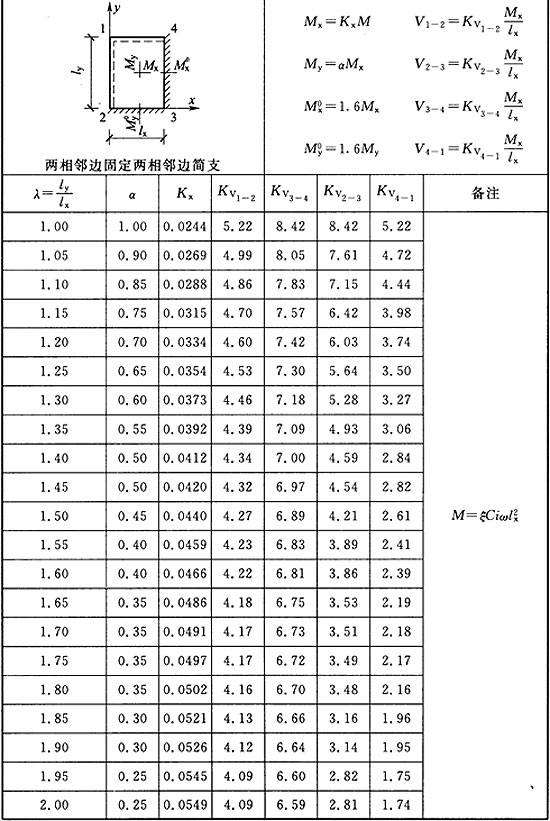 y
1 4
l_y M_y M_x M_x^0
x
2 M_y^0 l_x 3
两相邻边固定两相邻边简支
M_x=K_xM V_{1-2}=K_{V_{1-2}} M_x/l_x
M_y=αM_x V_{2-3}=K_{V_{2-3}} M_x/l_x
M_x^0=1.6M_x V_{3-4}=K_{V_{3-4}} M_x/l_x
M_y^0=1.6M_y V_{4-1}=K_{V_{4-1}} M_x/l_x
λ=l_y/l_x α K_x K_{V_{1-2}} K_{V_{3-4}} K_{V_{2-3}} K_{V_{4-1}} 备注
1.00 1.00 0.0244 5.22 8.42 8.42 5.22
1.05 0.90 0.0269 4.99 8.05 7.61 4.72
1.10 0.85 0.0288 4.86 7.83 7.15 4.44
1.15 0.75 0.0315 4.70 7.57 6.42 3.98
1.20 0.70 0.0334 4.60 7.42 6.03 3.74
1.25 0.65 0.0354 4.53 7.30 5.64 3.50
1.30 0.60 0.0373 4.46 7.18 5.28 3.27
1.35 0.55 0.0392 4.39 7.09 4.93 3.06
1.40 0.50 0.0412 4.34 7.00 4.59 2.84
1.45 0.50 0.0420 4.32 6.97 4.54 2.82
1.50 0.45 0.0440 4.27 6.89 4.21 2.61 M=ξCiωl_x^2
1.55 0.40 0.0459 4.23 6.83 3.89 2.41
1.60 0.40 0.0466 4.22 6.81 3.86 2.39
1.65 0.35 0.0486 4.18 6.75 3.53 2.19
1.70 0.35 0.0491 4.17 6.73 3.51 2.18
1.75 0.35 0.0497 4.17 6.72 3.49 2.17
1.80 0.35 0.0502 4.16 6.70 3.48 2.16
1.85 0.30 0.0521 4.13 6.66 3.16 1.96
1.90 0.30 0.0526 4.12 6.64 3.14 1.95
1.95 0.25 0.0545 4.09 6.60 2.82 1.75
2.00 0.25 0.0549 4.09 6.59 2.81 1.74